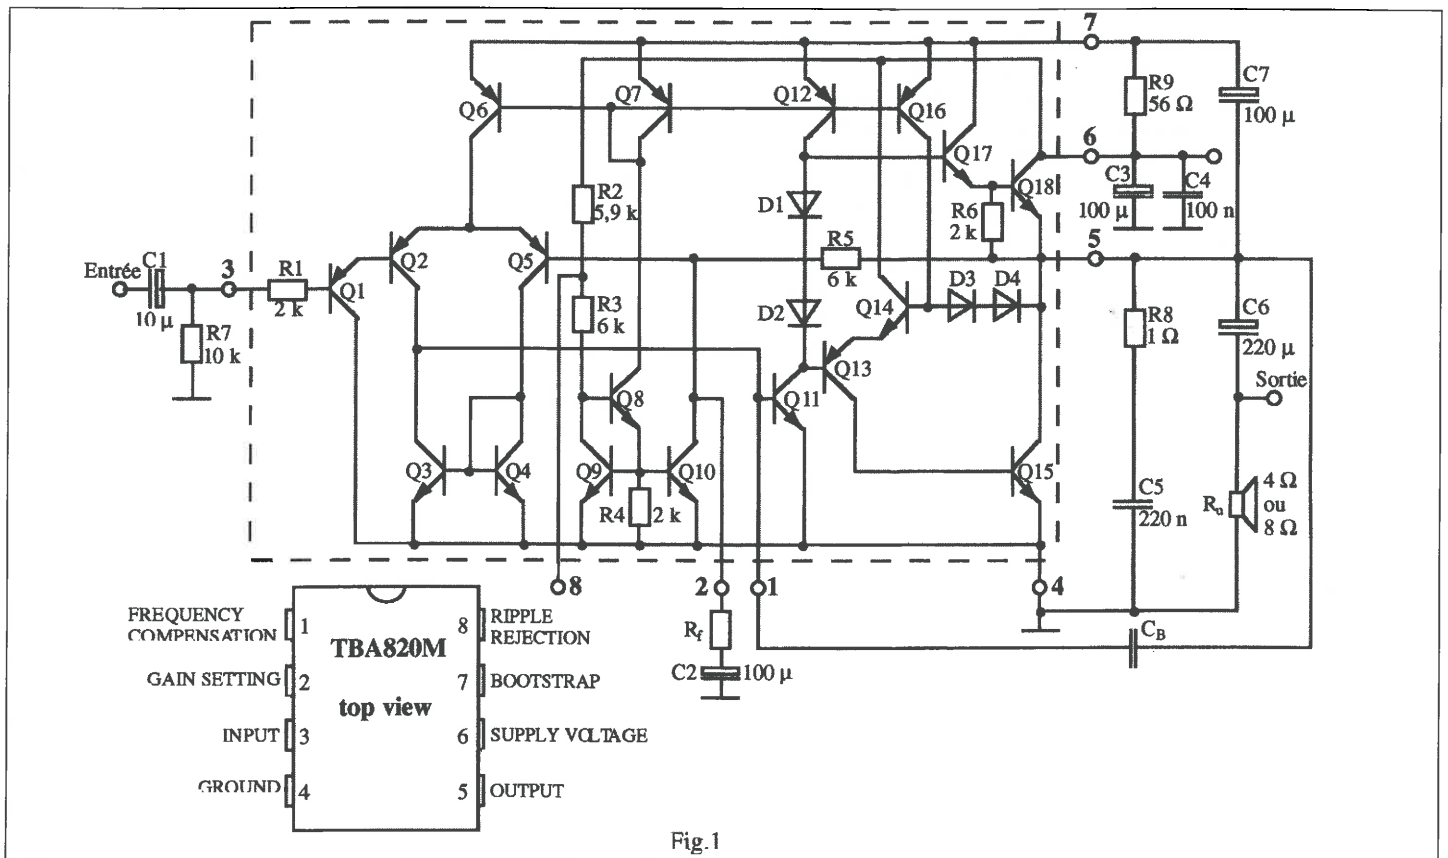 7
C7
100 µ
R9
56 Ω
Q6
Q7
Q12
Q16
6
Q17
Q18
C3
100 µ
C4
100 n
R2
5,9 k
D1
R6
2 k
5
R5
6 k
Entrée
C1
10 µ
3
R1
2 k
Q1
Q2
Q5
R7
10 k
R3
6 k
D2
Q14
D3
D4
R8
1 Ω
C6
220 µ
Sortie
Q13
Q8
Q11
Q3
Q4
Q9
Q10
Q15
R4
2 k
C5
220 n
Ru
4 Ω
ou
8 Ω
8
2
1
4
Rf
C2
100 µ
CB
FREQUENCY
COMPENSATION
1
8
RIPPLE
REJECTION
TBA820M
GAIN SETTING
2
7
BOOTSTRAP
top view
INPUT
3
6
SUPPLY VOLTAGE
GROUND
4
5
OUTPUT
Fig.1